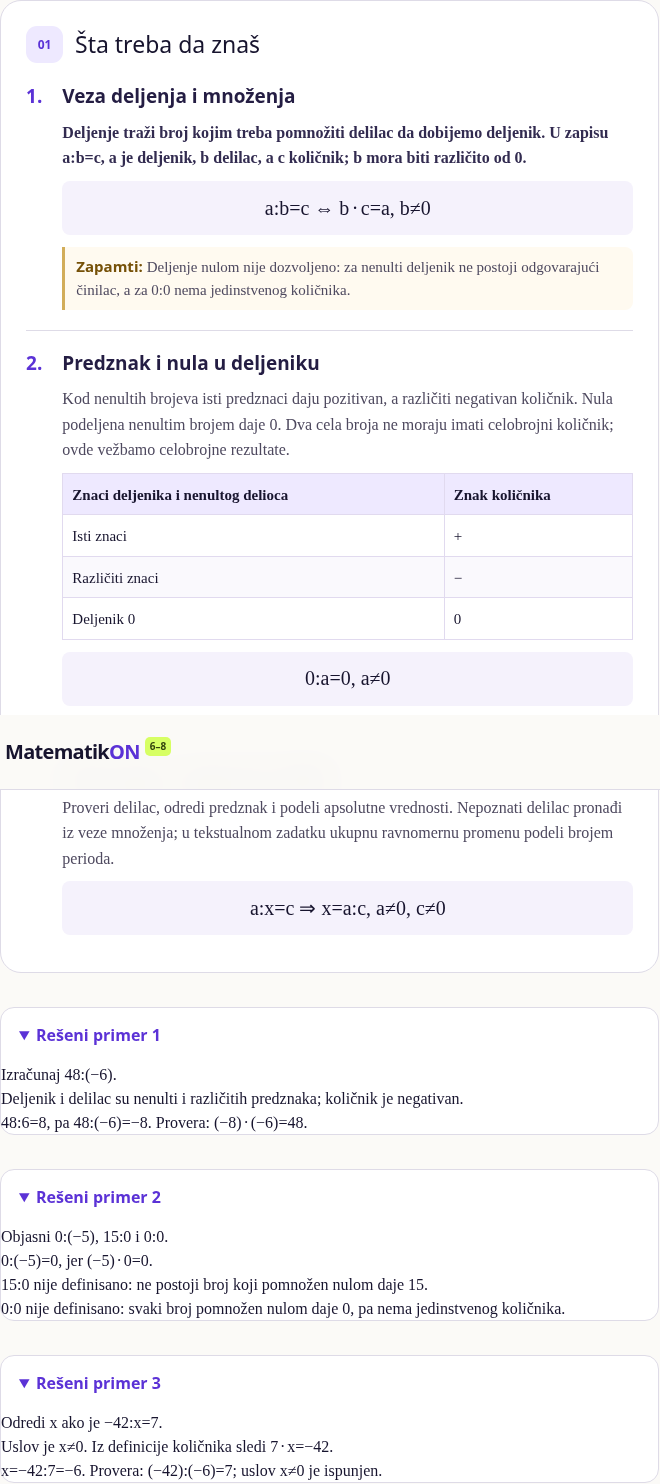 01
Šta treba da znaš
1. Veza deljenja i množenja
Deljenje traži broj kojim treba pomnožiti delilac da dobijemo deljenik. U zapisu
a:b=c, a je deljenik, b delilac, a c količnik; b mora biti različito od 0.
a:b=c ⇔ b·c=a, b≠0
Zapamti: Deljenje nulom nije dozvoljeno: za nenulti deljenik ne postoji odgovarajući
činilac, a za 0:0 nema jedinstvenog količnika.
2. Predznak i nula u deljeniku
Kod nenultih brojeva isti predznaci daju pozitivan, a različiti negativan količnik. Nula
podeljena nenultim brojem daje 0. Dva cela broja ne moraju imati celobrojni količnik;
ovde vežbamo celobrojne rezultate.
Znaci deljenika i nenultog delioca Znak količnika
Isti znaci +
Različiti znaci −
Deljenik 0 0
0:a=0, a≠0
MatematikON 6–8
Proveri delilac, odredi predznak i podeli apsolutne vrednosti. Nepoznati delilac pronađi
iz veze množenja; u tekstualnom zadatku ukupnu ravnomernu promenu podeli brojem
perioda.
a:x=c ⇒ x=a:c, a≠0, c≠0
▼ Rešeni primer 1
Izračunaj 48:(−6).
Deljenik i delilac su nenulti i različitih predznaka; količnik je negativan.
48:6=8, pa 48:(−6)=−8. Provera: (−8)·(−6)=48.
▼ Rešeni primer 2
Objasni 0:(−5), 15:0 i 0:0.
0:(−5)=0, jer (−5)·0=0.
15:0 nije definisano: ne postoji broj koji pomnožen nulom daje 15.
0:0 nije definisano: svaki broj pomnožen nulom daje 0, pa nema jedinstvenog količnika.
▼ Rešeni primer 3
Odredi x ako je −42:x=7.
Uslov je x≠0. Iz definicije količnika sledi 7·x=−42.
x=−42:7=−6. Provera: (−42):(−6)=7; uslov x≠0 je ispunjen.